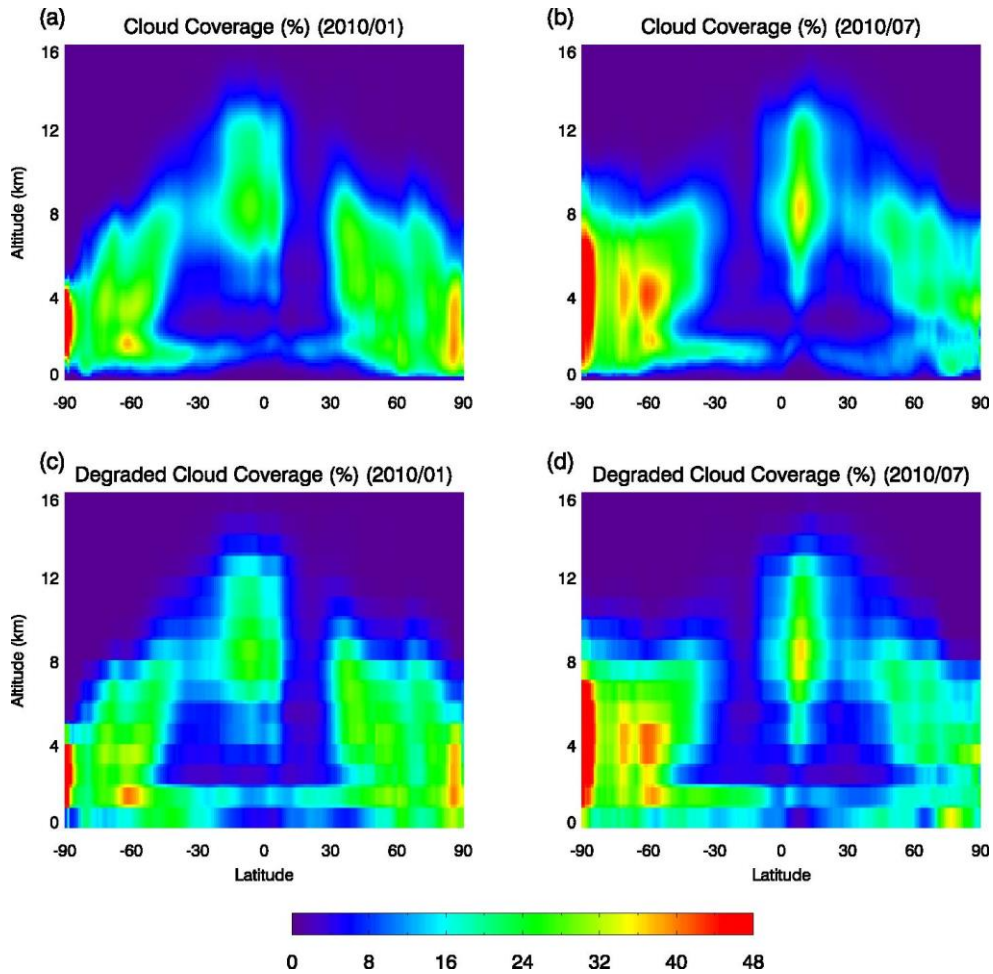 (a) Cloud Coverage (%) (2010/01)
(b) Cloud Coverage (%) (2010/07)
16
12
8
4
0
Altitude (km)
-90 -60 -30 0 30 60 90
16
12
8
4
0
-90 -60 -30 0 30 60 90
(c) Degraded Cloud Coverage (%) (2010/01)
(d) Degraded Cloud Coverage (%) (2010/07)
16
12
8
4
0
Altitude (km)
-90 -60 -30 0 30 60 90
Latitude
16
12
8
4
0
-90 -60 -30 0 30 60 90
Latitude
0 8 16 24 32 40 48